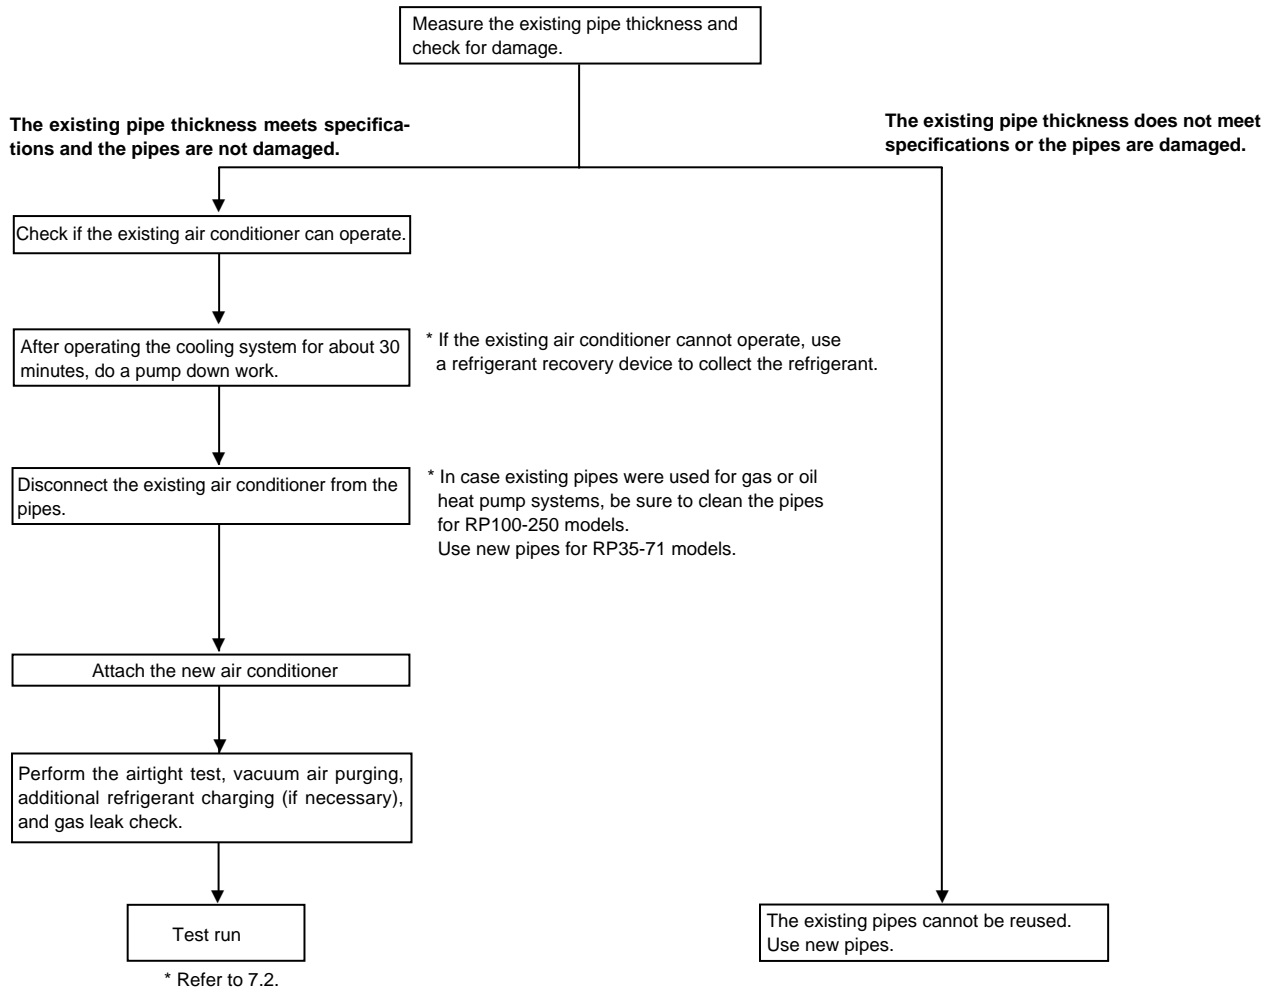 Measure the existing pipe thickness and
check for damage.
The existing pipe thickness meets specifica-
tions and the pipes are not damaged.
The existing pipe thickness does not meet
specifications or the pipes are damaged.
Check if the existing air conditioner can operate.
After operating the cooling system for about 30
minutes, do a pump down work.
* If the existing air conditioner cannot operate, use
a refrigerant recovery device to collect the refrigerant.
Disconnect the existing air conditioner from the
pipes.
* In case existing pipes were used for gas or oil
heat pump systems, be sure to clean the pipes
for RP100-250 models.
Use new pipes for RP35-71 models.
Attach the new air conditioner
Perform the airtight test, vacuum air purging,
additional refrigerant charging (if necessary),
and gas leak check.
Test run
* Refer to 7.2.
The existing pipes cannot be reused.
Use new pipes.